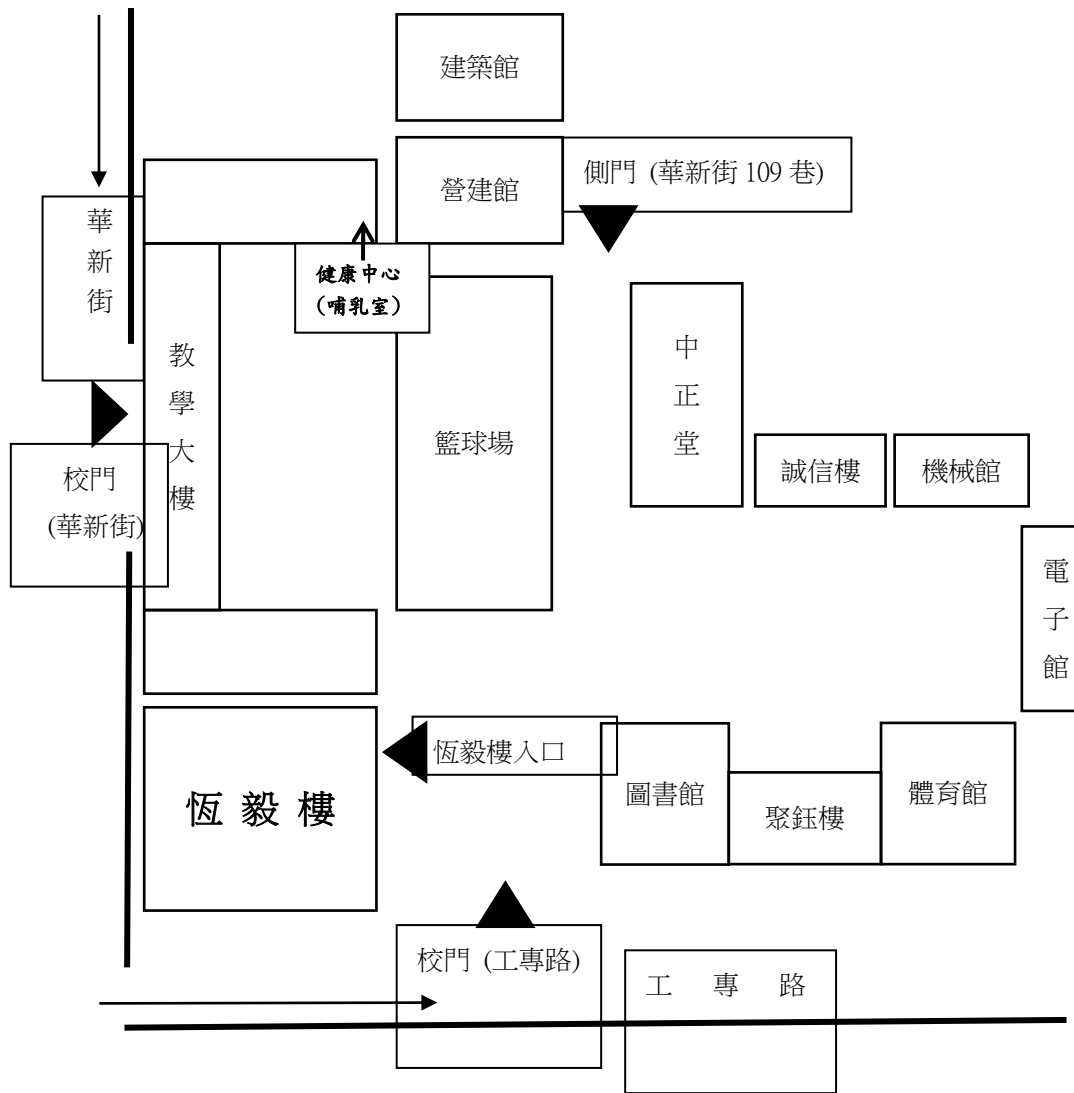 建築館
營建館
側門 (華新街 109 巷)
華新街
健康中心
(哺乳室)
教學大樓
籃球場
中正堂
誠信樓
機械館
校門
(華新街)
電子館
恆毅樓入口
恆 毅 樓
圖書館
聚鈺樓
體育館
校門 (工專路)
工 專 路